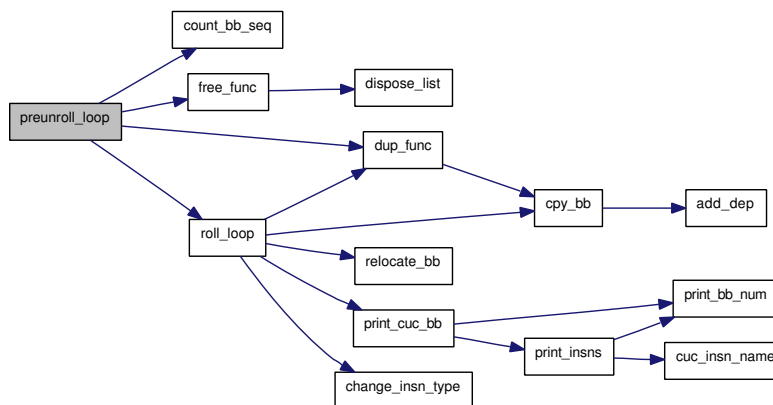 count_bb_seq
free_func
dispose_list
preunroll_loop
dup_func
cpy_bb
add_dep
roll_loop
relocate_bb
print_bb_num
print_cuc_bb
print_insns
cuc_insn_name
change_insn_type